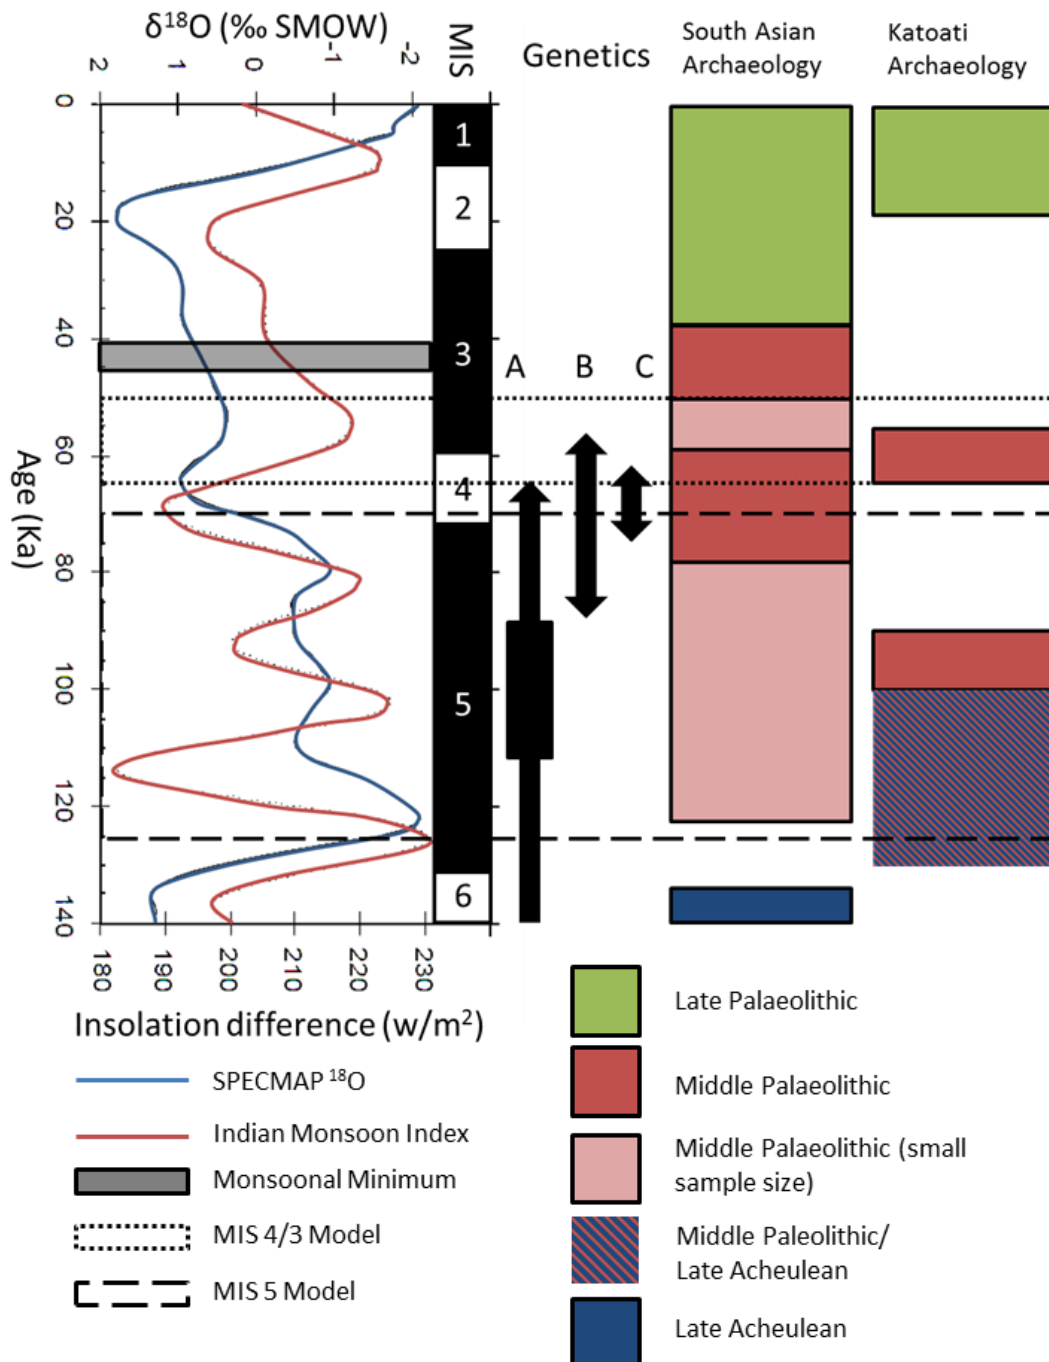 δ¹⁸O (‰ SMOW)
2 1 0 -1 -2
MIS
Genetics
South Asian
Archaeology
Katoati
Archaeology
Age (Ka)
0
20
40
60
80
100
120
140
1
2
3
4
5
6
A B C
180 190 200 210 220 230
Insolation difference (w/m²)
SPECMAP ¹⁸O
Indian Monsoon Index
Monsoonal Minimum
MIS 4/3 Model
MIS 5 Model
Late Palaeolithic
Middle Palaeolithic
Middle Palaeolithic (small
sample size)
Middle Paleolithic/
Late Acheulean
Late Acheulean